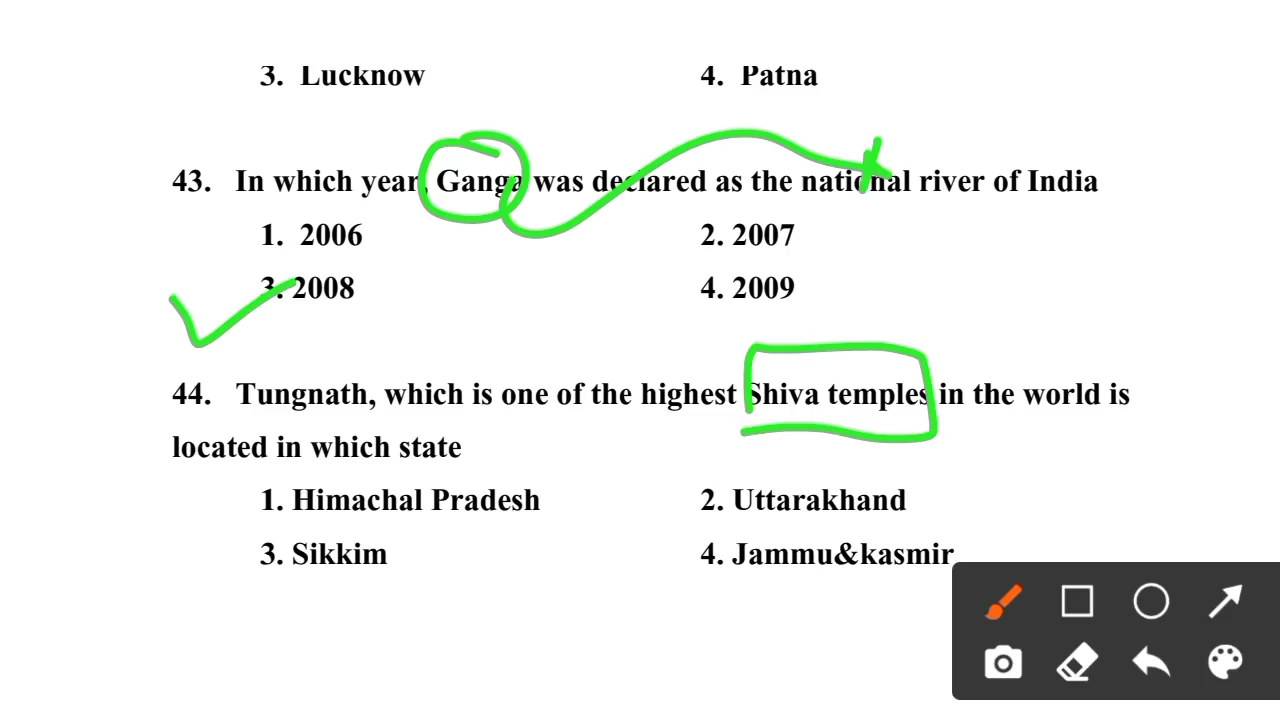 3. Lucknow 4. Patna
43. In which year, Ganga was declared as the national river of India
1. 2006 2. 2007
3. 2008 4. 2009
44. Tungnath, which is one of the highest Shiva temples in the world is
located in which state
1. Himachal Pradesh 2. Uttarakhand
3. Sikkim 4. Jammu&kasmir